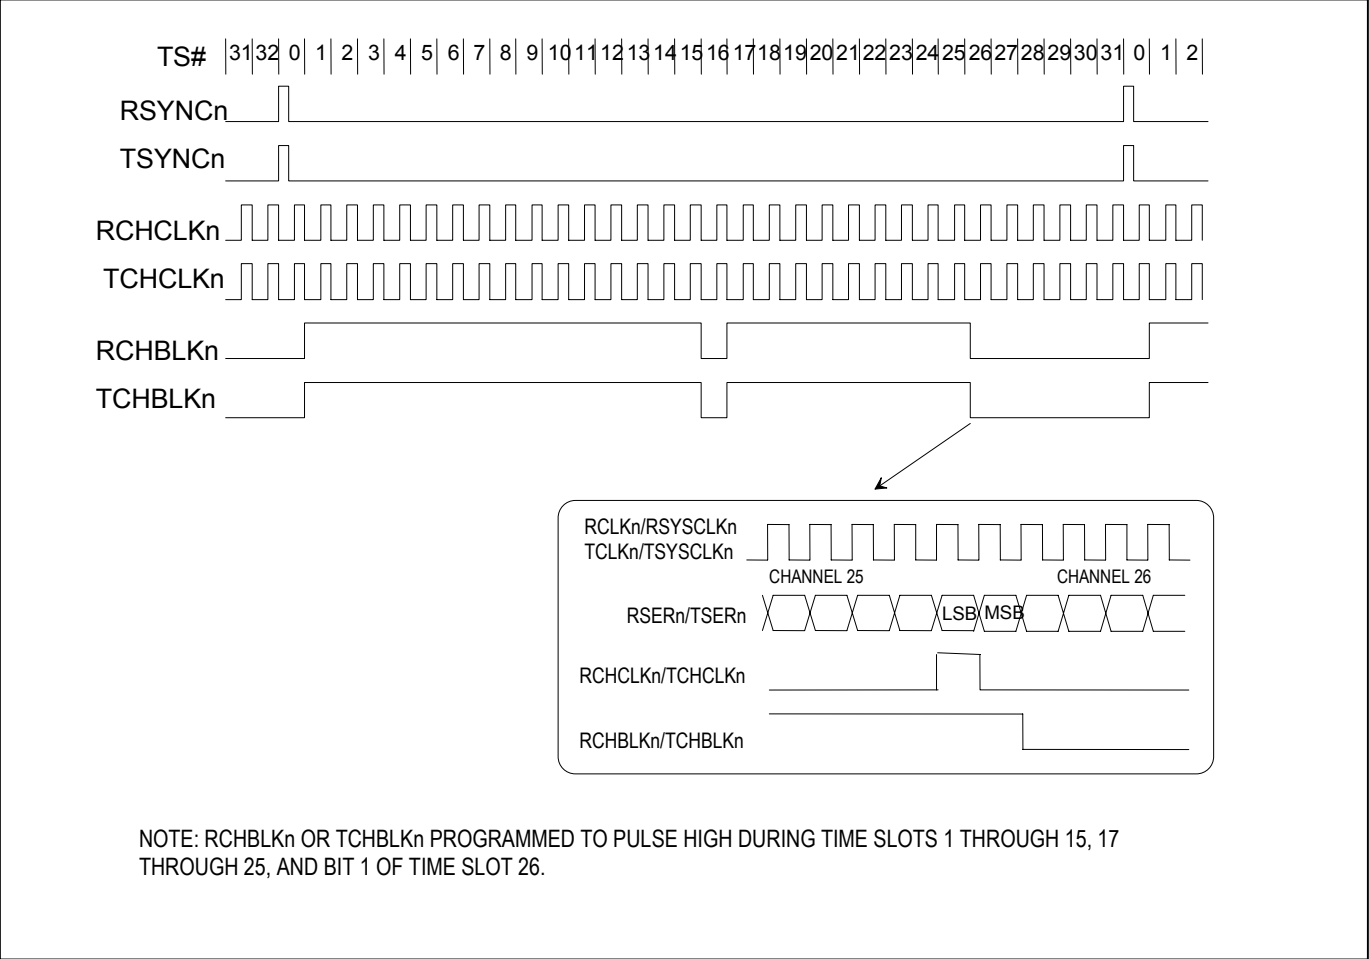 TS# 31 32 0 1 2 3 4 5 6 7 8 9 10 11 12 13 14 15 16 17 18 19 20 21 22 23 24 25 26 27 28 29 30 31 0 1 2
RSYNCn
TSYNCn
RCHCLKn
TCHCLKn
RCHBLKn
TCHBLKn
RCLKn/RSYSCLKn
TCLKn/TSYSCLKn
CHANNEL 25 CHANNEL 26
RSERn/TSERn LSB MSB
RCHCLKn/TCHCLKn
RCHBLKn/TCHBLKn
NOTE: RCHBLKn OR TCHBLKn PROGRAMMED TO PULSE HIGH DURING TIME SLOTS 1 THROUGH 15, 17
THROUGH 25, AND BIT 1 OF TIME SLOT 26.